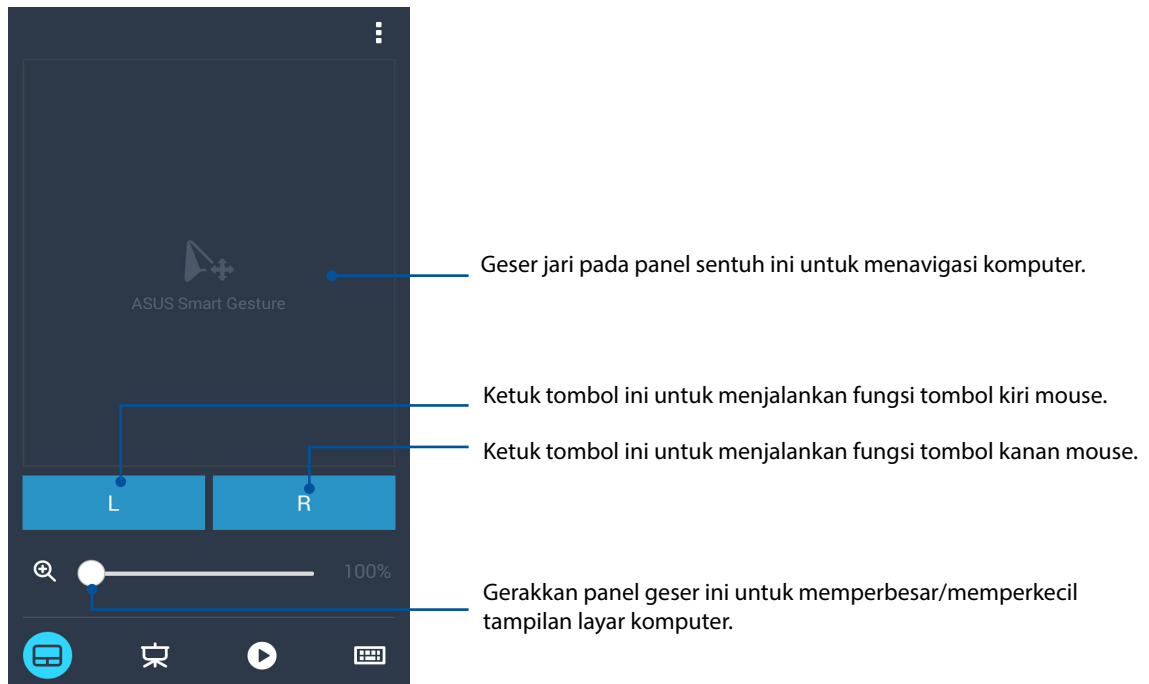 Geser jari pada panel sentuh ini untuk menavigasi komputer.
ASUS Smart Gesture
Ketuk tombol ini untuk menjalankan fungsi tombol kiri mouse.
Ketuk tombol ini untuk menjalankan fungsi tombol kanan mouse.
L
R
100%
Gerakkan panel geser ini untuk memperbesar/memperkecil
tampilan layar komputer.